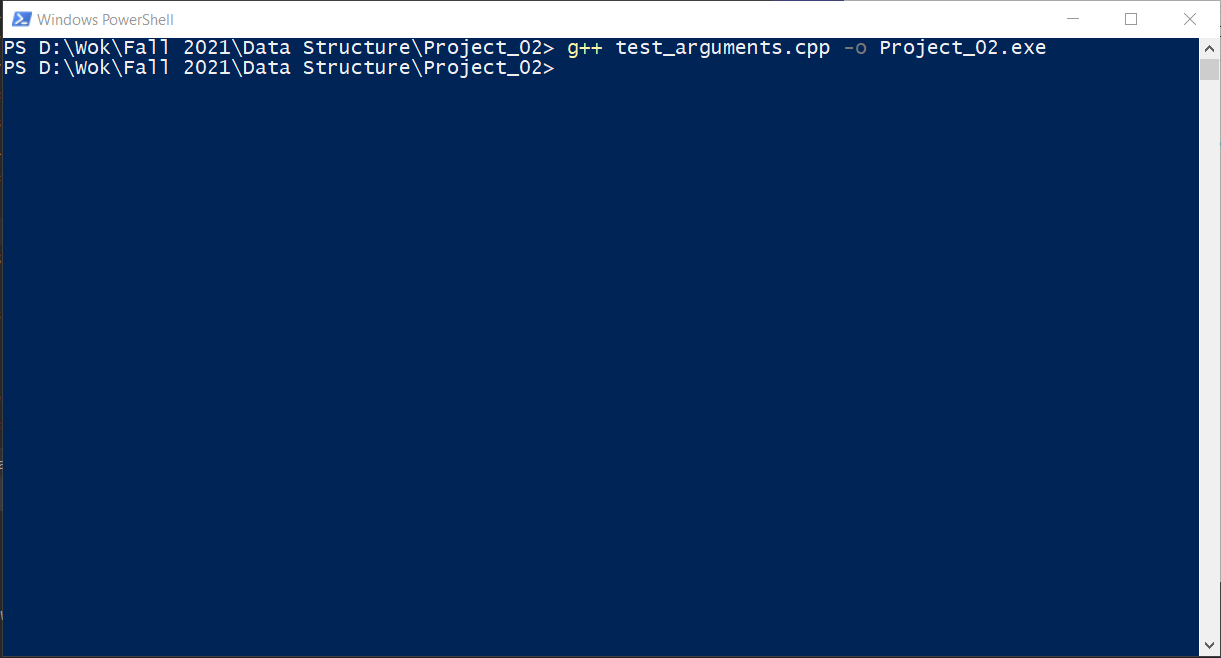 Windows PowerShell
PS D:\Wok\Fall 2021\Data Structure\Project_02> g++ test_arguments.cpp -o Project_02.exe
PS D:\Wok\Fall 2021\Data Structure\Project_02>